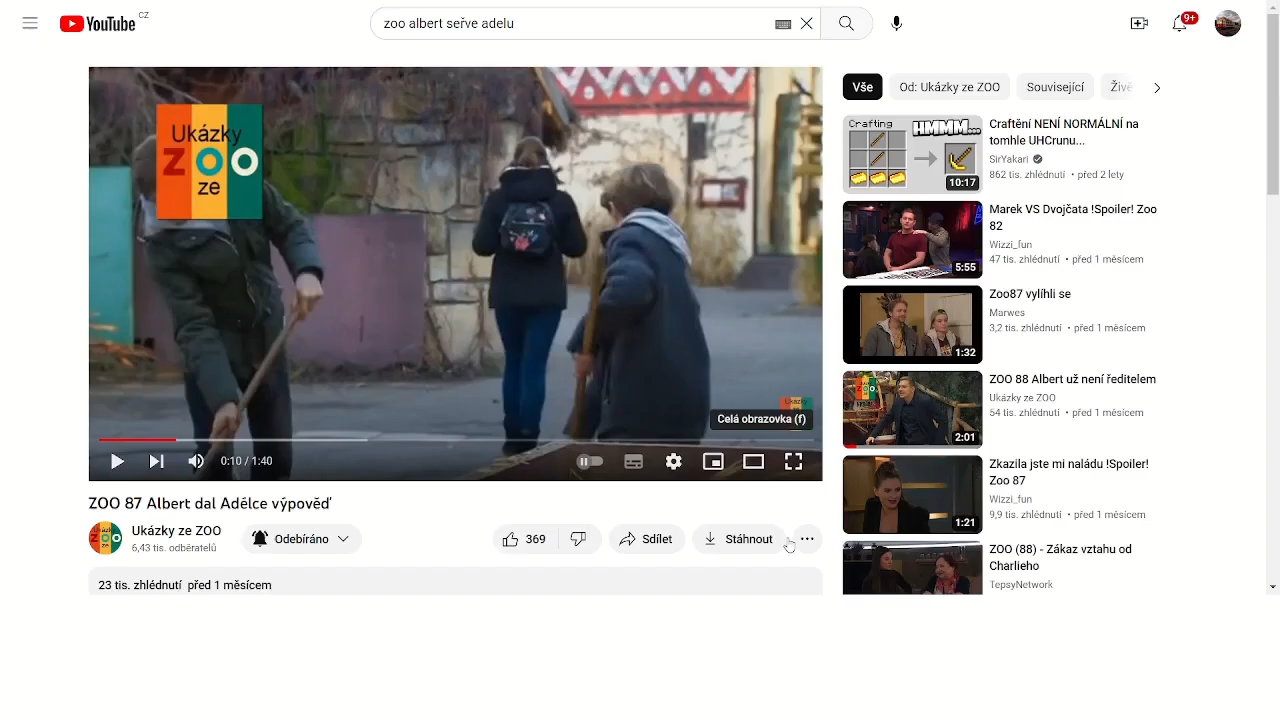 YouTube CZ
zoo albert seřve adelu
9+
Ukázky
ZOO
ze
Celá obrazovka (f)
0:10 / 1:40
ZOO 87 Albert dal Adélce výpověď
Ukázky ze ZOO
6,43 tis. odběratelů
Odebíráno
369
Sdílet
Stáhnout
23 tis. zhlédnutí před 1 měsícem
Vše
Od: Ukázky ze ZOO
Související
Živě
Crafting
HMMM...
10:17
Craftění NENÍ NORMÁLNÍ na
tomhle UHCrunu...
SirYakari
862 tis. zhlédnutí • před 2 lety
5:55
Marek VS Dvojčata !Spoiler! Zoo
82
Wizzi_fun
47 tis. zhlédnutí • před 1 měsícem
1:32
Zoo87 vylíhli se
Marwes
3,2 tis. zhlédnutí • před 1 měsícem
2:01
ZOO 88 Albert už není ředitelem
Ukázky ze ZOO
54 tis. zhlédnutí • před 1 měsícem
1:21
Zkazila jste mi náladu !Spoiler!
Zoo 87
Wizzi_fun
9,9 tis. zhlédnutí • před 1 měsícem
ZOO (88) - Zákaz vztahu od
Charlieho
TepsyNetwork